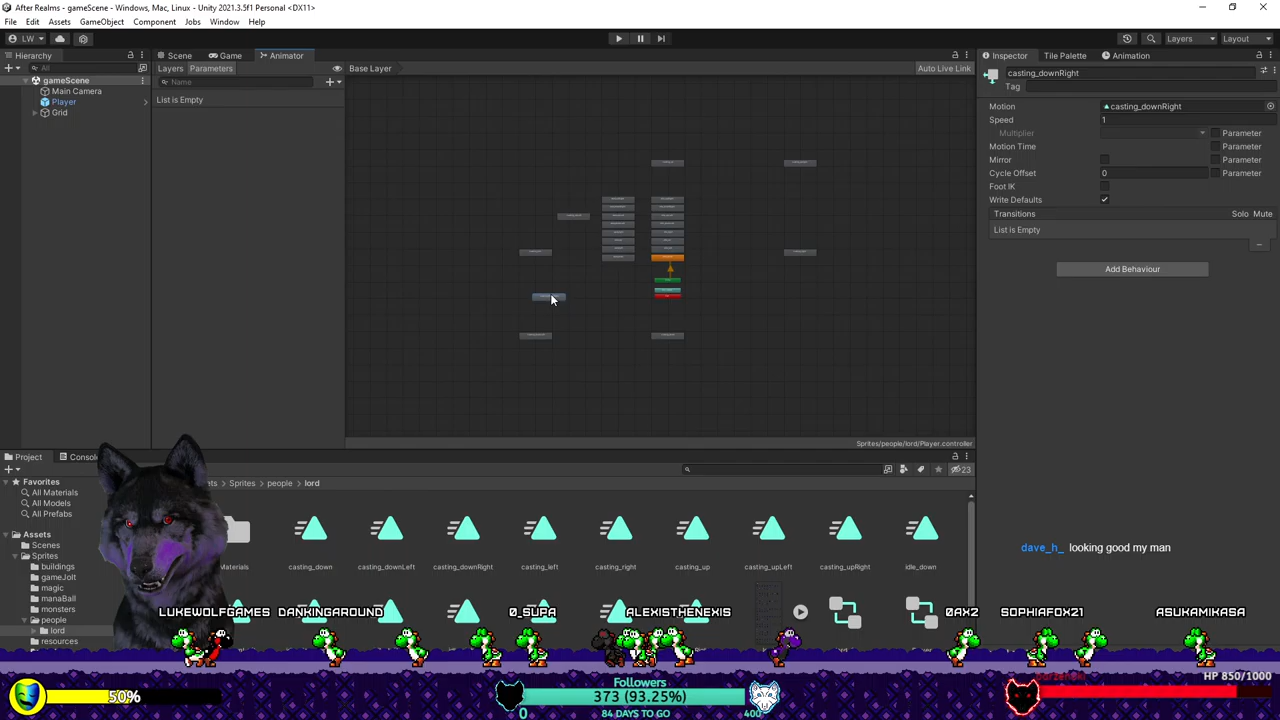 After Realms - gameScene - Windows, Mac, Linux - Unity 2021.3.5f1 Personal <DX11>
File Edit Assets GameObject Component Jobs Window Help
LW Layers Layout
Hierarchy Scene Game Animator Inspector Tile Palette Animation
All Layers Parameters Base Layer Auto Live Link casting_downRight
gameScene Name Tag
Main Camera List is Empty
Player Motion casting_downRight
Grid Speed 1
Multiplier Parameter
Motion Time Parameter
Mirror Parameter
Cycle Offset 0 Parameter
Foot IK
Write Defaults
Transitions Solo Mute
List is Empty
Add Behaviour
Sprites/people/lord/Player.controller
Project Consol
23
Favorites ets Sprites people lord
All Materials
All Models
All Prefabs
Assets
Scenes
Sprites
buildings
gameJolt
magic
manaBall
monsters
people
lord
resources
Materials casting_down casting_downLeft casting_downRight casting_left casting_right casting_up casting_upLeft casting_upRight idle_down
dave_h_ looking good my man
LUKEWOLFGAMES DANKINGAROUND 0_SUPA ALEXISTHENEXIS 0AX2 SOPHIAFOX21 ASUKAMIKASA
50%
Followers
373 (93.25%)
0 84 DAYS TO GO 400
HP 850/1000